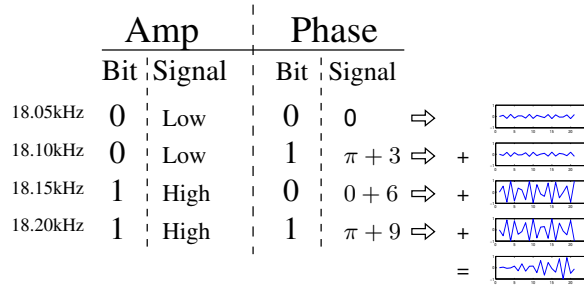 Amp Phase
Bit Signal Bit Signal
18.05kHz 0 Low 0 0 ⇨
18.10kHz 0 Low 1 π + 3 ⇨ +
18.15kHz 1 High 0 0 + 6 ⇨ +
18.20kHz 1 High 1 π + 9 ⇨ +
=